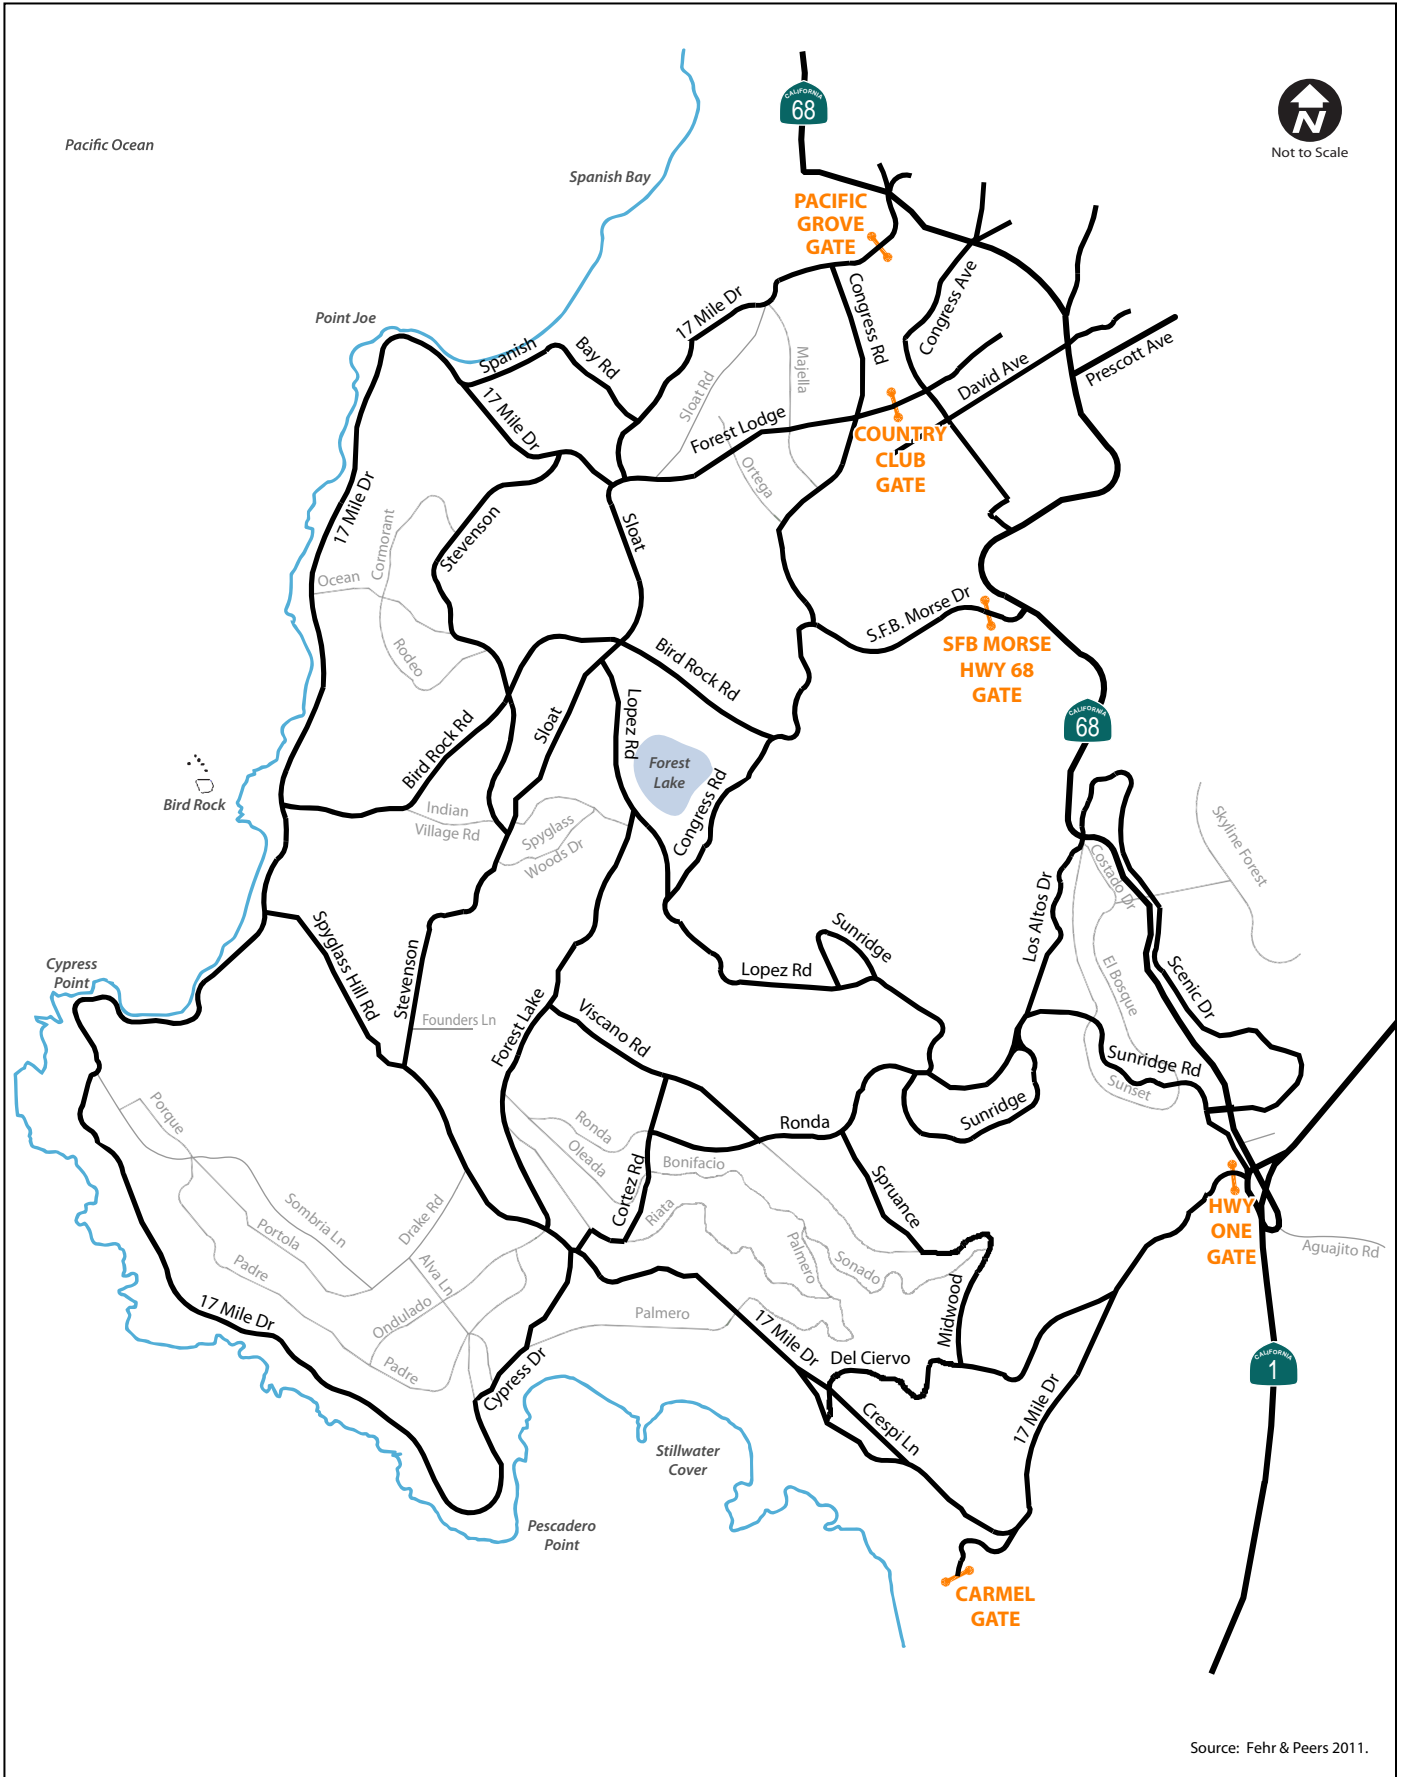 CALIFORNIA
68
N
Not to Scale
Pacific Ocean
Spanish Bay
PACIFIC
GROVE
GATE
Congress Ave
Congress Rd
17 Mile Dr
Point Joe
Spanish
Bay Rd
Majella
David Ave
Prescott Ave
Sloat Rd
17 Mile Dr
Forest Lodge
COUNTRY
CLUB
GATE
Ortega
17 Mile Dr
Cormorant
Stevenson
Sloat
Ocean
S.F.B. Morse Dr
Rodeo
SFB MORSE
HWY 68
GATE
Bird Rock Rd
Lopez Rd
Sloat
Bird Rock Rd
CALIFORNIA
68
Forest
Lake
Bird Rock
Indian
Village Rd
Spyglass
Woods Dr
Congress Rd
Skyline Forest
Costado Dr
Los Altos Dr
Spyglass Hill Rd
Stevenson
Sunridge
Lopez Rd
Cypress
Point
El Bosque
Scenic Dr
Founders Ln
Forest Lake
Viscano Rd
Sunridge Rd
Sunset
Sunridge
Porque
Ronda
Ronda
Oleada
Bonifacio
Cortez Rd
Spruance
Riata
HWY
ONE
GATE
Sombria Ln
Portola
Drake Rd
Padre
Alva Ln
Palmero
Sonado
Aguajito Rd
Ondulado
17 Mile Dr
Palmero
17 Mile Dr
Midwood
Del Ciervo
Padre
Cypress Dr
CALIFORNIA
1
Crespi Ln
17 Mile Dr
Stillwater
Cover
Pescadero
Point
CARMEL
GATE
Source:  Fehr & Peers 2011.